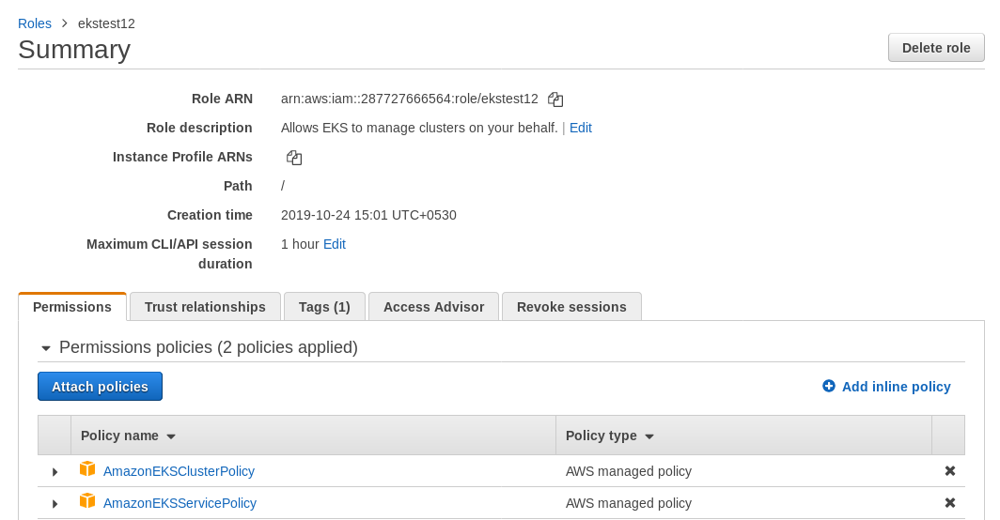 Roles > ekstest12
Summary
Delete role
Role ARN arn:aws:iam::287727666564:role/ekstest12
Role description Allows EKS to manage clusters on your behalf. | Edit
Instance Profile ARNs
Path /
Creation time 2019-10-24 15:01 UTC+0530
Maximum CLI/API session duration 1 hour Edit
Permissions Trust relationships Tags (1) Access Advisor Revoke sessions
Permissions policies (2 policies applied)
Attach policies Add inline policy
Policy name Policy type
AmazonEKSClusterPolicy AWS managed policy
AmazonEKSServicePolicy AWS managed policy